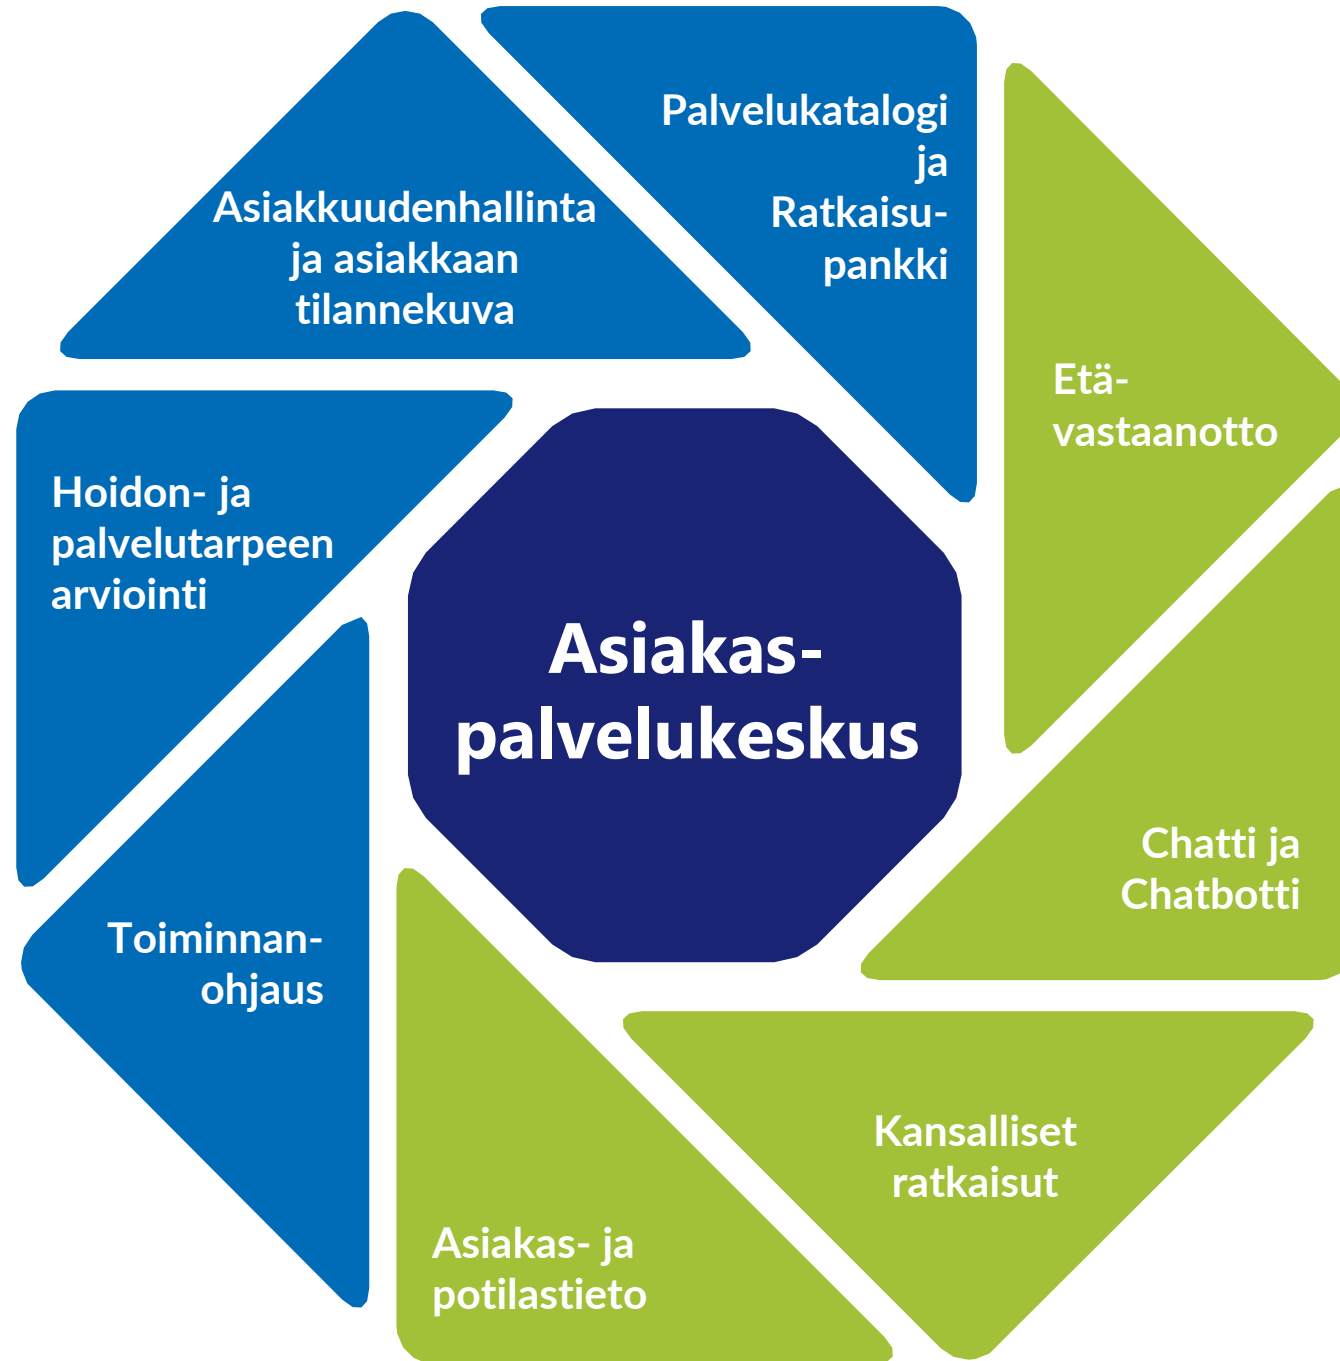 Palvelukatalogi
ja
Ratkaisu-
pankki
Asiakkuudenhallinta
ja asiakkaan
tilannekuva
Etä-
vastaanotto
Hoidon- ja
palvelutarpeen
arviointi
Asiakas-
palvelukeskus
Chatti ja
Chatbotti
Toiminnan-
ohjaus
Kansalliset
ratkaisut
Asiakas- ja
potilastieto